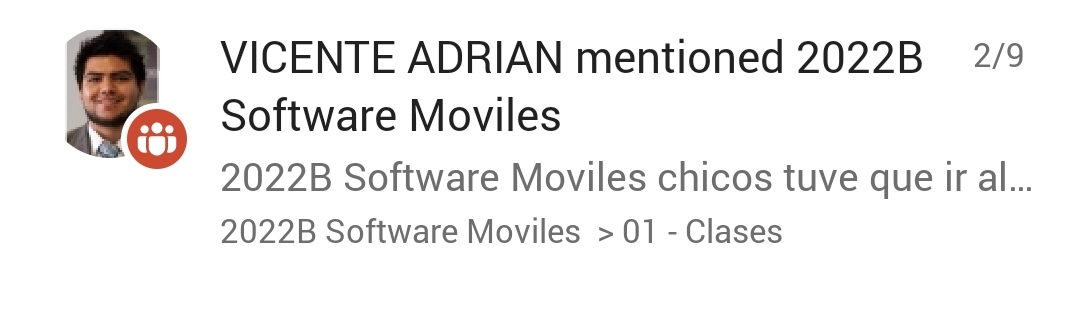 VICENTE ADRIAN mentioned 2022B 2/9
Software Moviles
2022B Software Moviles chicos tuve que ir al...
2022B Software Moviles > 01 - Clases